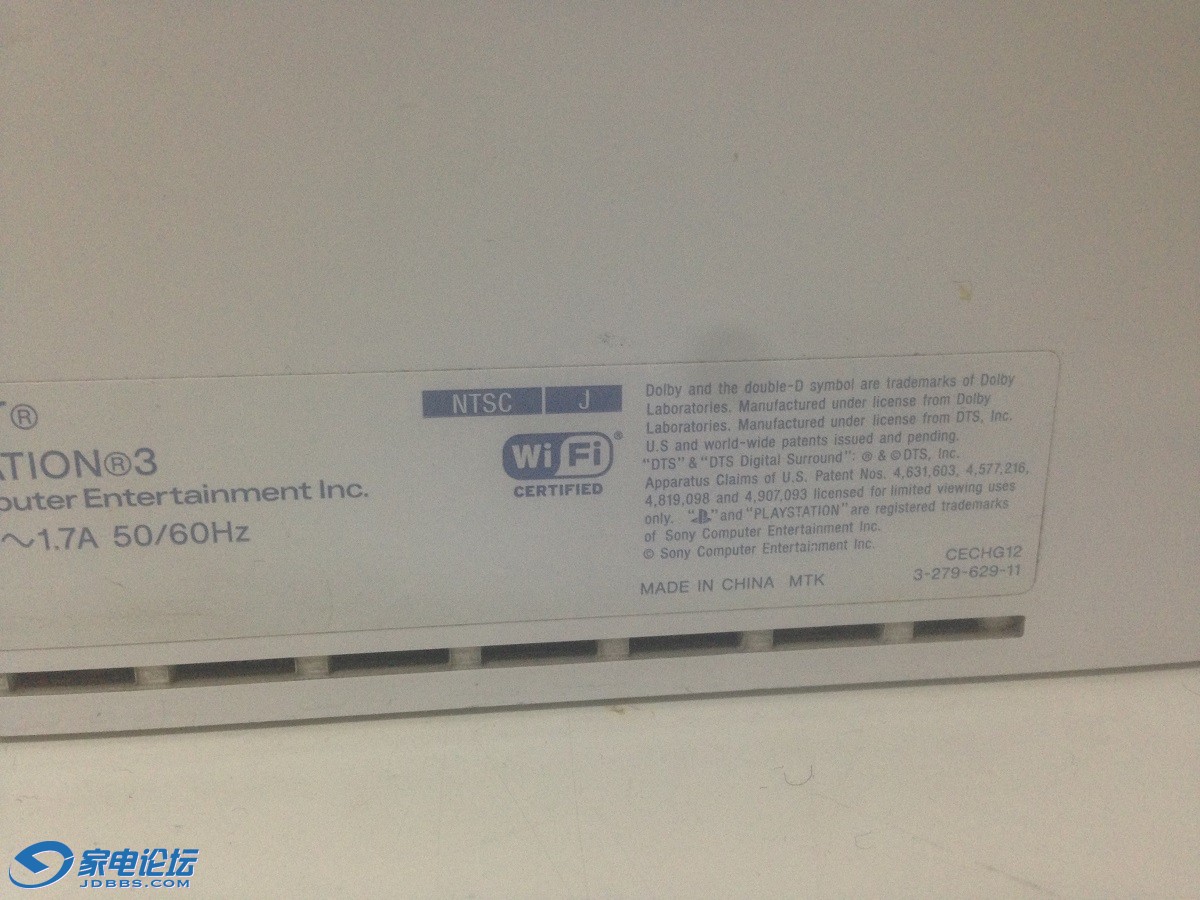 ®
ATION®3
puter Entertainment Inc.
～1.7A 50/60Hz
NTSC J
Wi Fi®
CERTIFIED
Dolby and the double-D symbol are trademarks of Dolby
Laboratories. Manufactured under license from Dolby
Laboratories. Manufactured under license from DTS, Inc.
U.S and world-wide patents issued and pending.
"DTS" & "DTS Digital Surround": ® & ©DTS, Inc.
Apparatus Claims of U.S. Patent Nos. 4,631,603, 4,577,216,
4,819,098 and 4,907,093 licensed for limited viewing uses
only. " " and "PLAYSTATION" are registered trademarks
of Sony Computer Entertainment Inc.
© Sony Computer Entertainment Inc.
CECHG12
MADE IN CHINA MTK
3-279-629-11
家电论坛
JDBBS.COM